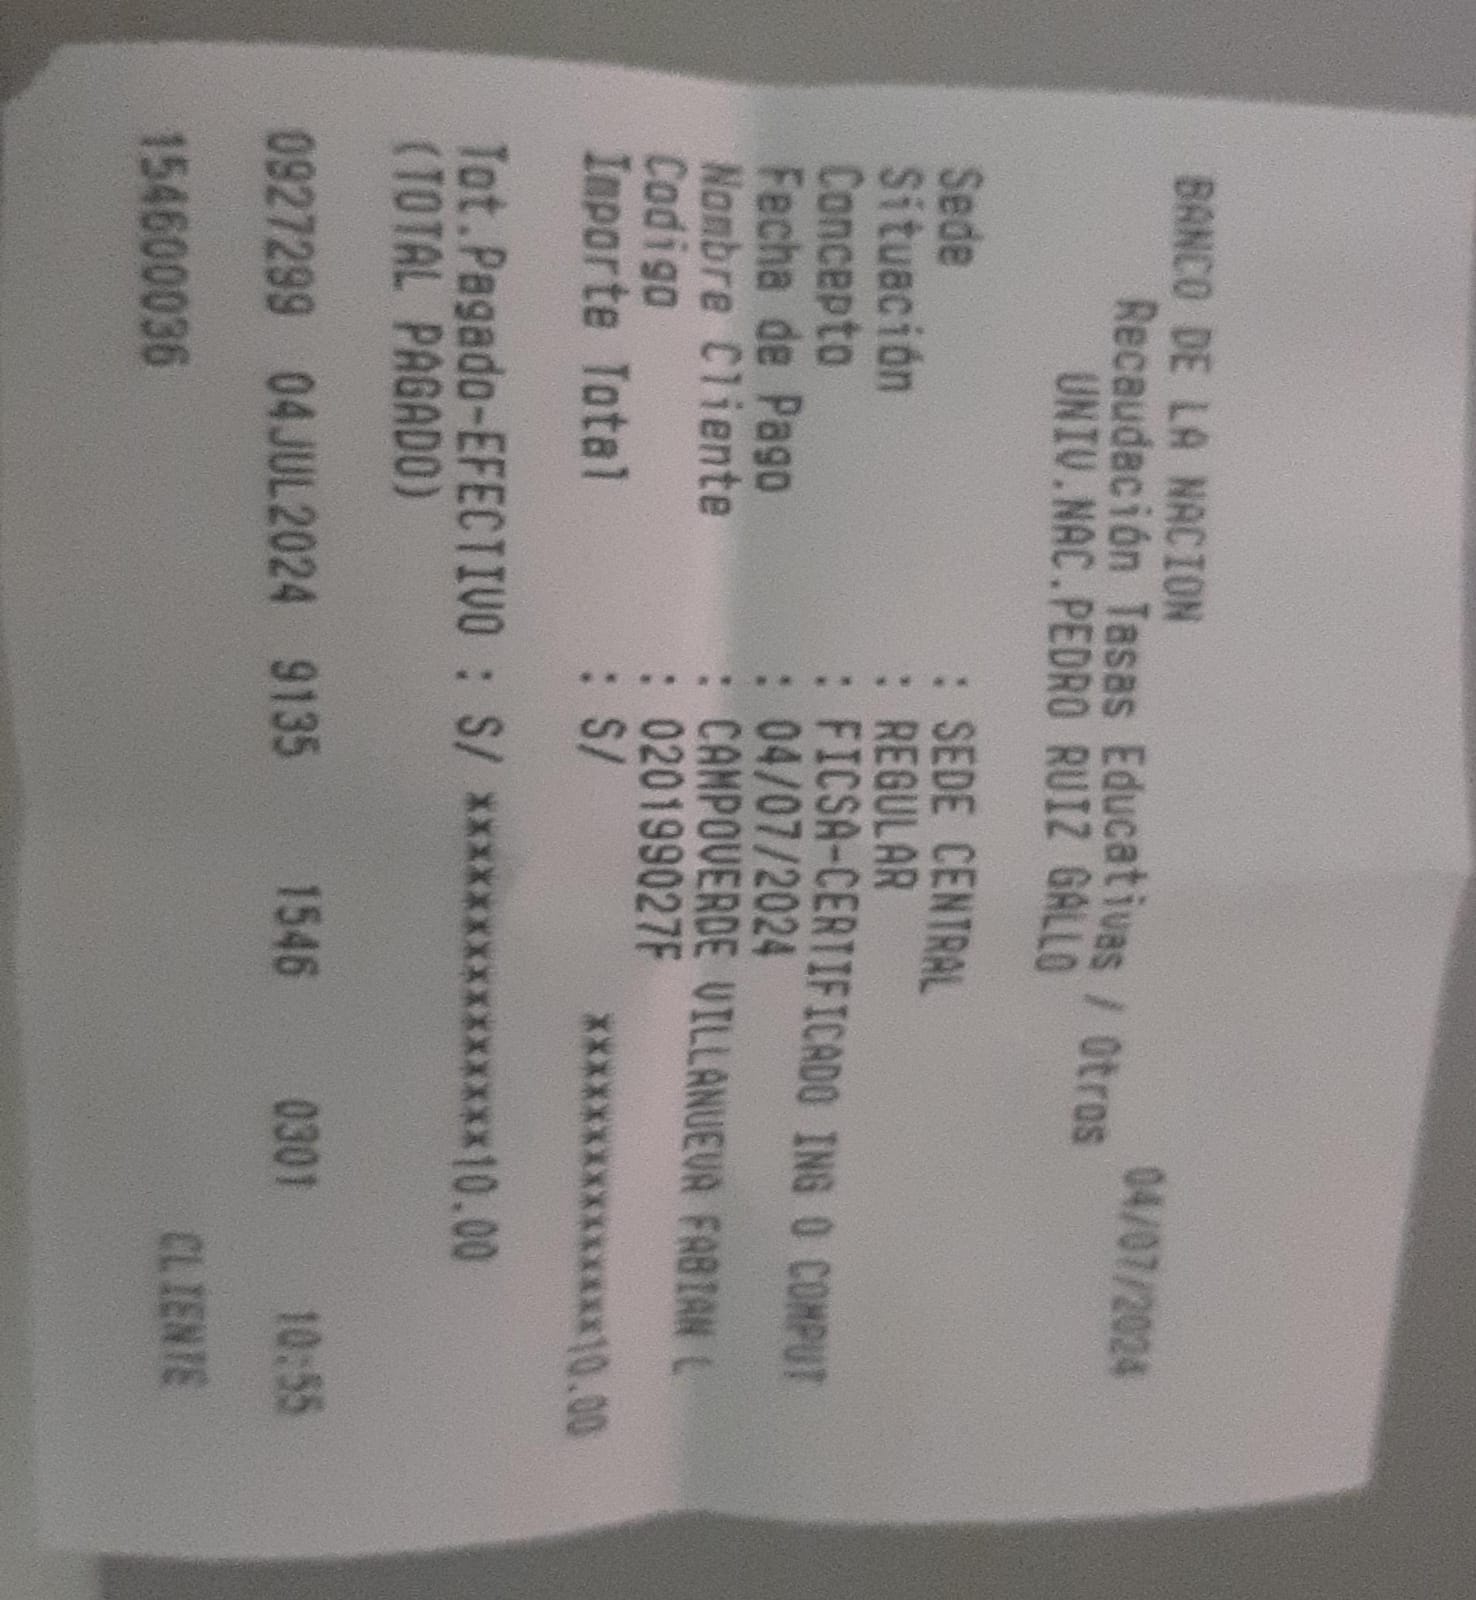 BANCO DE LA NACION 04/07/2024
Recaudación Tasas Educativas / Otros
UNIV.NAC.PEDRO RUIZ GALLO
Sede : SEDE CENTRAL
Situación : REGULAR
Concepto : FICSA-CERTIFICADO ING O COMPUT
Fecha de Pago : 04/07/2024
Nombre Cliente : CAMPOVERDE VILLANUEVA FABIAN L
Codigo : 020199027F
Importe Total : S/ xxxxxxxxxxxxxxxx10.00
Tot.Pagado-EFECTIVO : S/ xxxxxxxxxxxxxxxx10.00
(TOTAL PAGADO)
0927299 04JUL2024 9135 1546 0301 10:55
154600036 CLIENTE